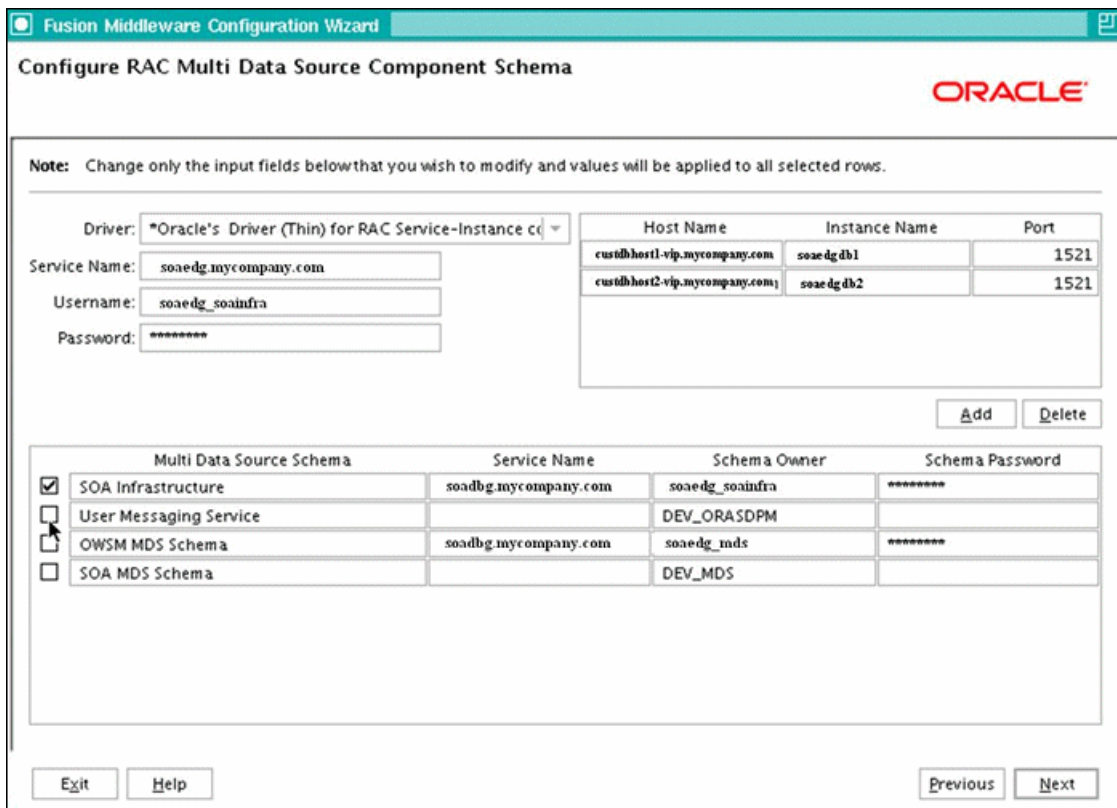 Fusion Middleware Configuration Wizard
Configure RAC Multi Data Source Component Schema
ORACLE
Note: Change only the input fields below that you wish to modify and values will be applied to all selected rows.
Driver: *Oracle's Driver (Thin) for RAC Service-Instance co
Service Name: soaedg.mycompany.com
Username: soaedg_soainfra
Password: ********
Host Name Instance Name Port
custdbhost1-vip.mycompany.com soaedgdb1 1521
custdbhost2-vip.mycompany.com soaedgdb2 1521
Add Delete
Multi Data Source Schema Service Name Schema Owner Schema Password
SOA Infrastructure soadbg.mycompany.com soaedg_soainfra ********
User Messaging Service DEV_ORASDPM
OWSM MDS Schema soadbg.mycompany.com soaedg_mds ********
SOA MDS Schema DEV_MDS
Exit Help Previous Next